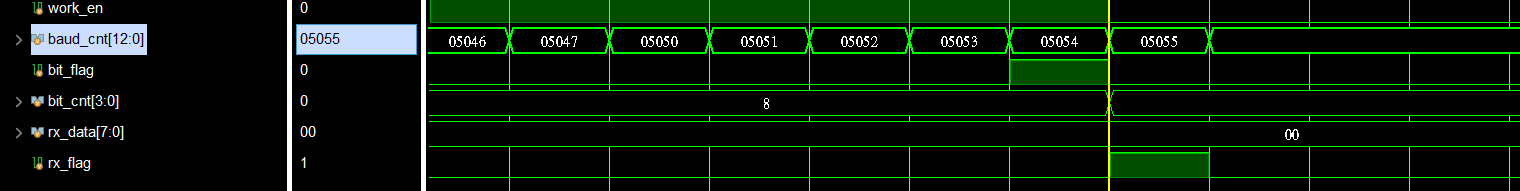 work_en 0
baud_cnt[12:0] 05055 05046 05047 05050 05051 05052 05053 05054 05055
bit_flag 0
bit_cnt[3:0] 0 8
rx_data[7:0] 00 00
rx_flag 1